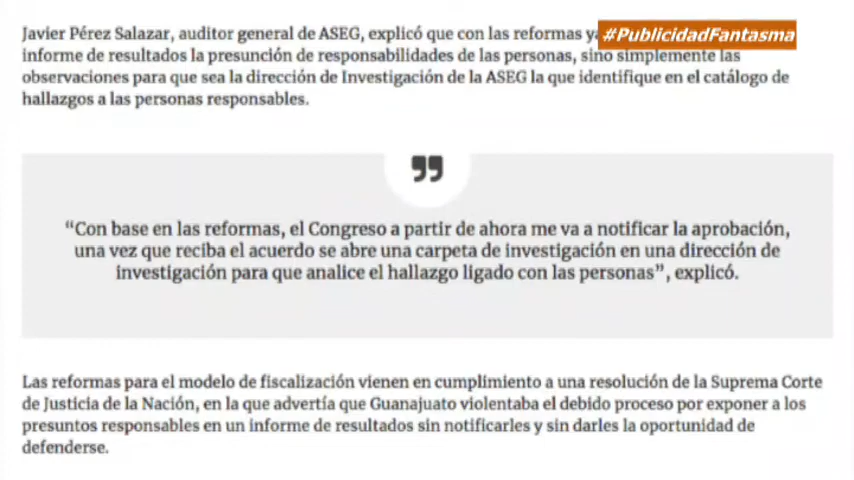 Javier Pérez Salazar, auditor general de ASEG, explicó que con las reformas
#PublicidadFantasma
informe de resultados la presunción de responsabilidades de las personas, sino simplemente las
observaciones para que sea la dirección de Investigación de la ASEG la que identifique en el catálogo de
hallazgos a las personas responsables.
”
“Con base en las reformas, el Congreso a partir de ahora me va a notificar la aprobación,
una vez que reciba el acuerdo se abre una carpeta de investigación en una dirección de
investigación para que analice el hallazgo ligado con las personas”, explicó.
Las reformas para el modelo de fiscalización vienen en cumplimiento a una resolución de la Suprema Corte
de Justicia de la Nación, en la que advertía que Guanajuato violentaba el debido proceso por exponer a los
presuntos responsables en un informe de resultados sin notificarles y sin darles la oportunidad de
defenderse.